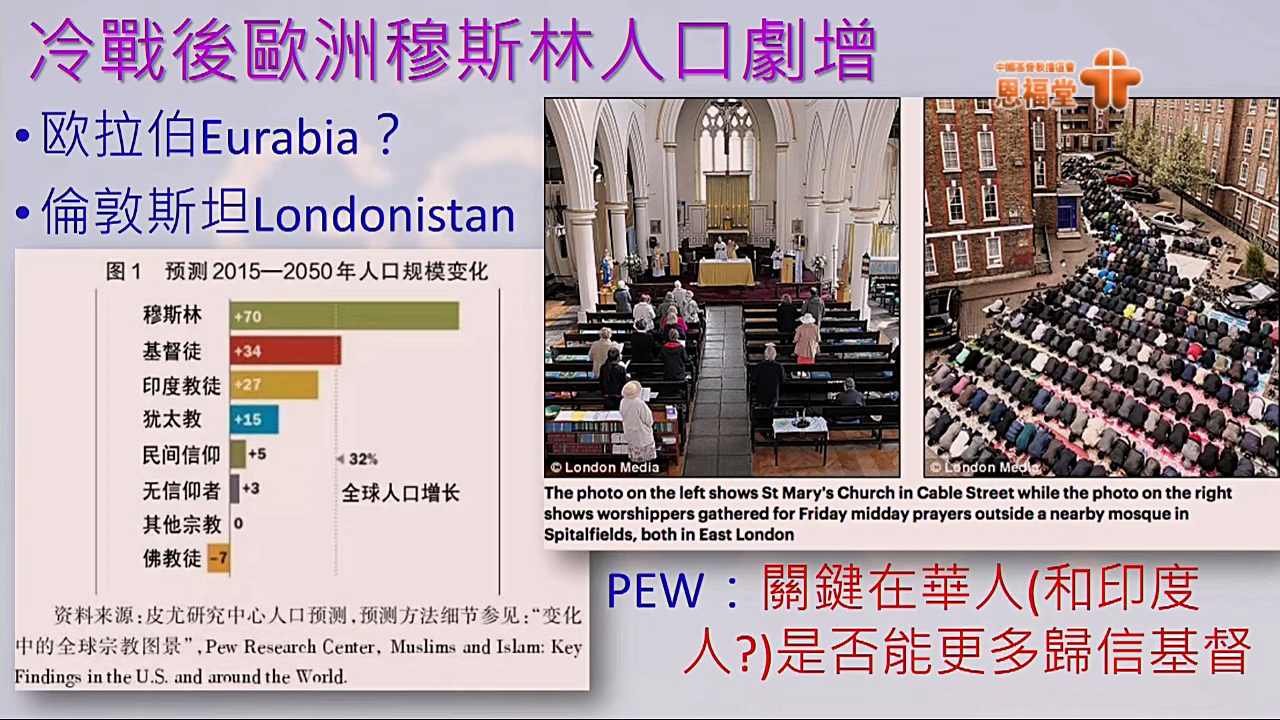 冷戰後歐洲穆斯林人口劇增
中國基督教播道會
恩福堂
•欧拉伯Eurabia？
•倫敦斯坦Londonistan
图1 预测2015—2050年人口规模变化
穆斯林 +70
基督徒 +34
印度教徒 +27
犹太教 +15
民间信仰 +5
无信仰者 +3
其他宗教 0
佛教徒 -7
32%
全球人口增长
资料来源:皮尤研究中心人口预测,预测方法细节参见:“变化
中的全球宗教图景”,Pew Research Center, Muslims and Islam: Key
Findings in the U.S. and around the World.
© London Media
© London Media
The photo on the left shows St Mary's Church in Cable Street while the photo on the right
shows worshippers gathered for Friday midday prayers outside a nearby mosque in
Spitalfields, both in East London
PEW：關鍵在華人(和印度
人?)是否能更多歸信基督